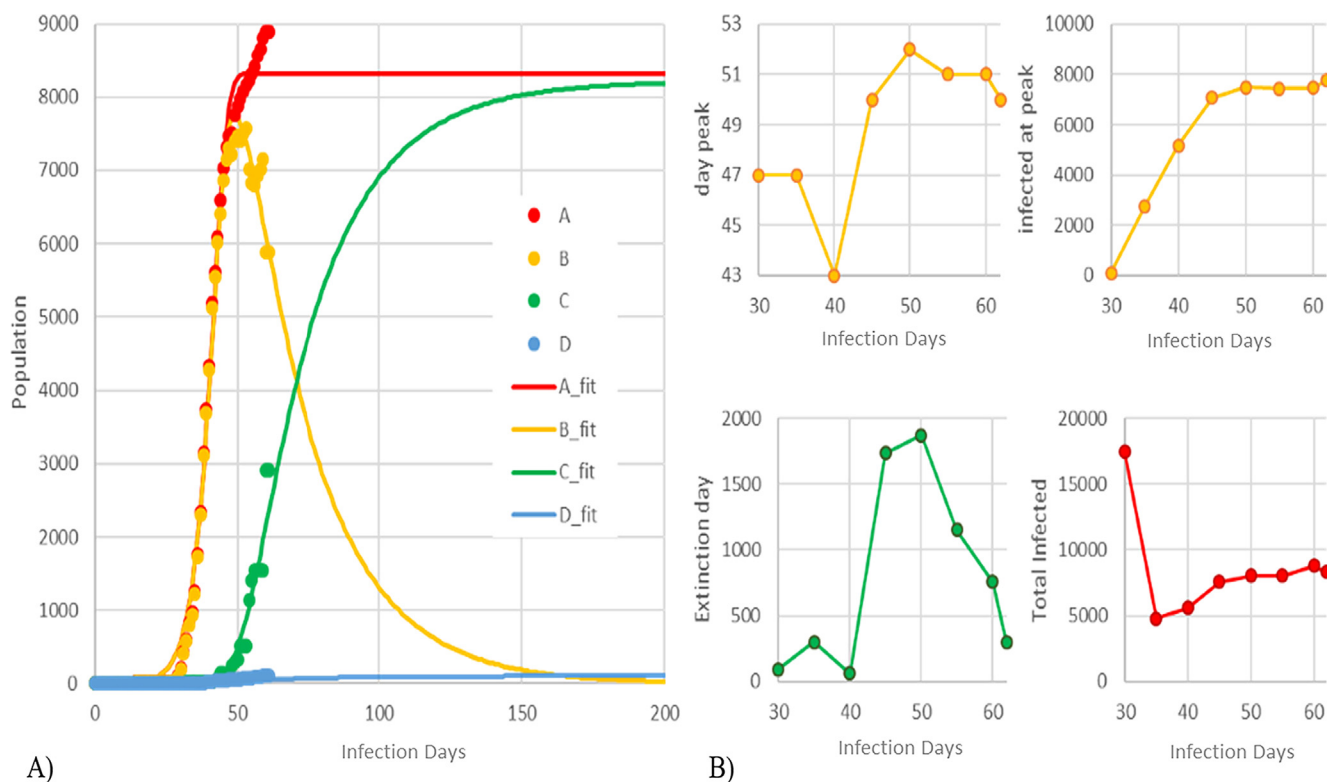 9000
8000
7000
6000
5000
4000
3000
2000
1000
0
Population
0 50 100 150 200
Infection Days
A
B
C
D
A_fit
B_fit
C_fit
D_fit
A)
53
51
49
47
45
43
day peak
30 40 50 60
Infection Days
10000
8000
6000
4000
2000
0
infected at peak
30 40 50 60
Infection Days
2000
1500
1000
500
0
Extinction day
30 40 50 60
Infection Days
20000
15000
10000
5000
0
Total Infected
30 40 50 60
Infection Days
B)